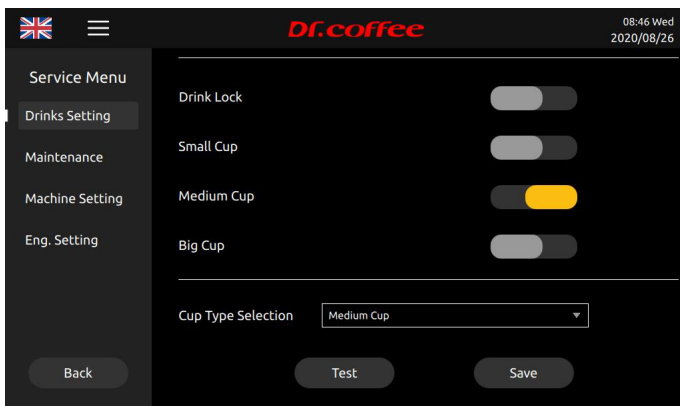 Dr.coffee
08:46 Wed
2020/08/26
Service Menu
Drinks Setting
Maintenance
Machine Setting
Eng. Setting
Back
Drink Lock
Small Cup
Medium Cup
Big Cup
Cup Type Selection Medium Cup
Test Save